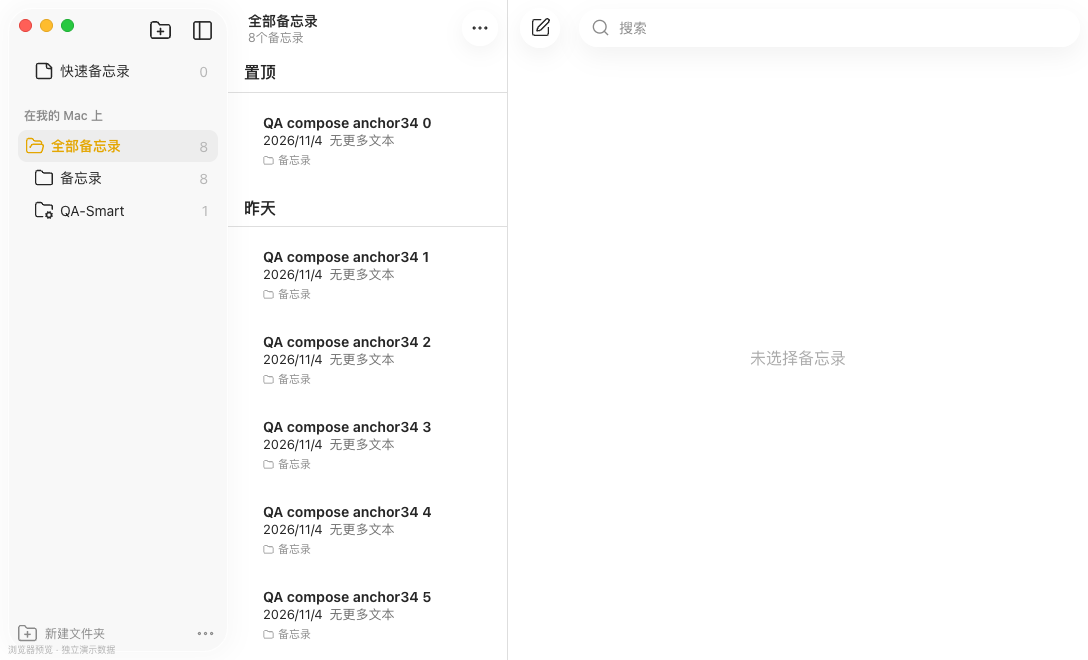 快速备忘录 0
在我的 Mac 上
全部备忘录 8
备忘录 8
QA-Smart 1
新建文件夹
浏览器预览 · 独立演示数据
全部备忘录
8个备忘录
置顶
QA compose anchor34 0
2026/11/4 无更多文本
备忘录
昨天
QA compose anchor34 1
2026/11/4 无更多文本
备忘录
QA compose anchor34 2
2026/11/4 无更多文本
备忘录
QA compose anchor34 3
2026/11/4 无更多文本
备忘录
QA compose anchor34 4
2026/11/4 无更多文本
备忘录
QA compose anchor34 5
2026/11/4 无更多文本
备忘录
搜索
未选择备忘录